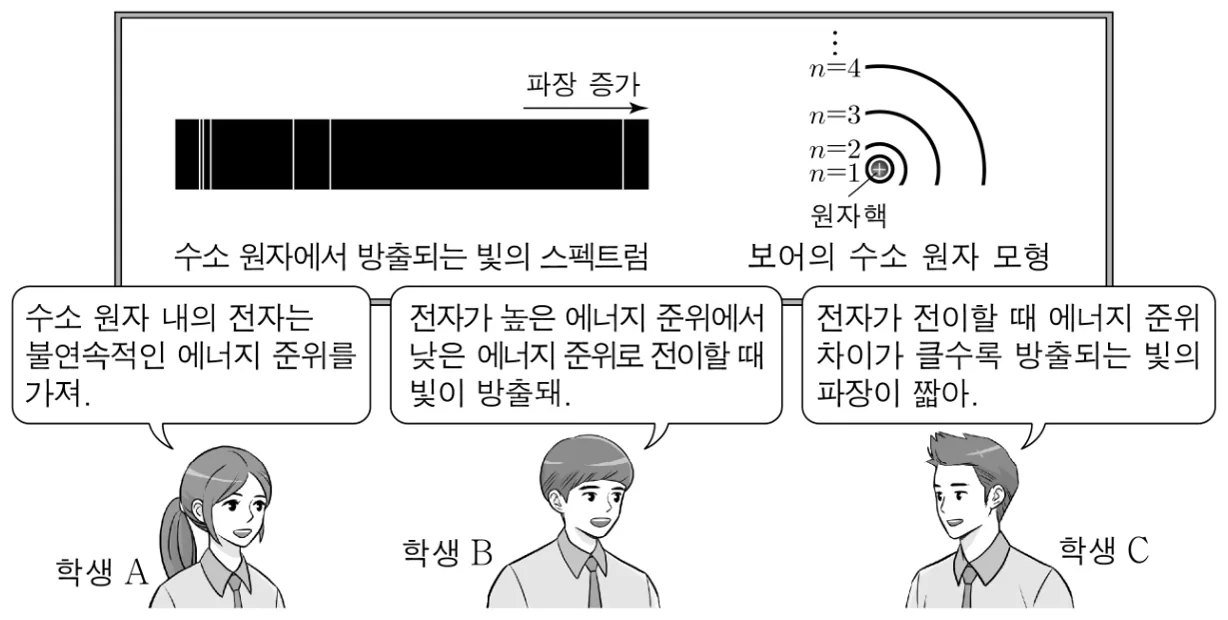 파장 증가
⋮
n=4
n=3
n=2
n=1
원자핵
수소 원자에서 방출되는 빛의 스펙트럼
보어의 수소 원자 모형
수소 원자 내의 전자는
불연속적인 에너지 준위를
가져.
전자가 높은 에너지 준위에서
낮은 에너지 준위로 전이할 때
빛이 방출돼.
전자가 전이할 때 에너지 준위
차이가 클수록 방출되는 빛의
파장이 짧아.
학생 A
학생 B
학생 C